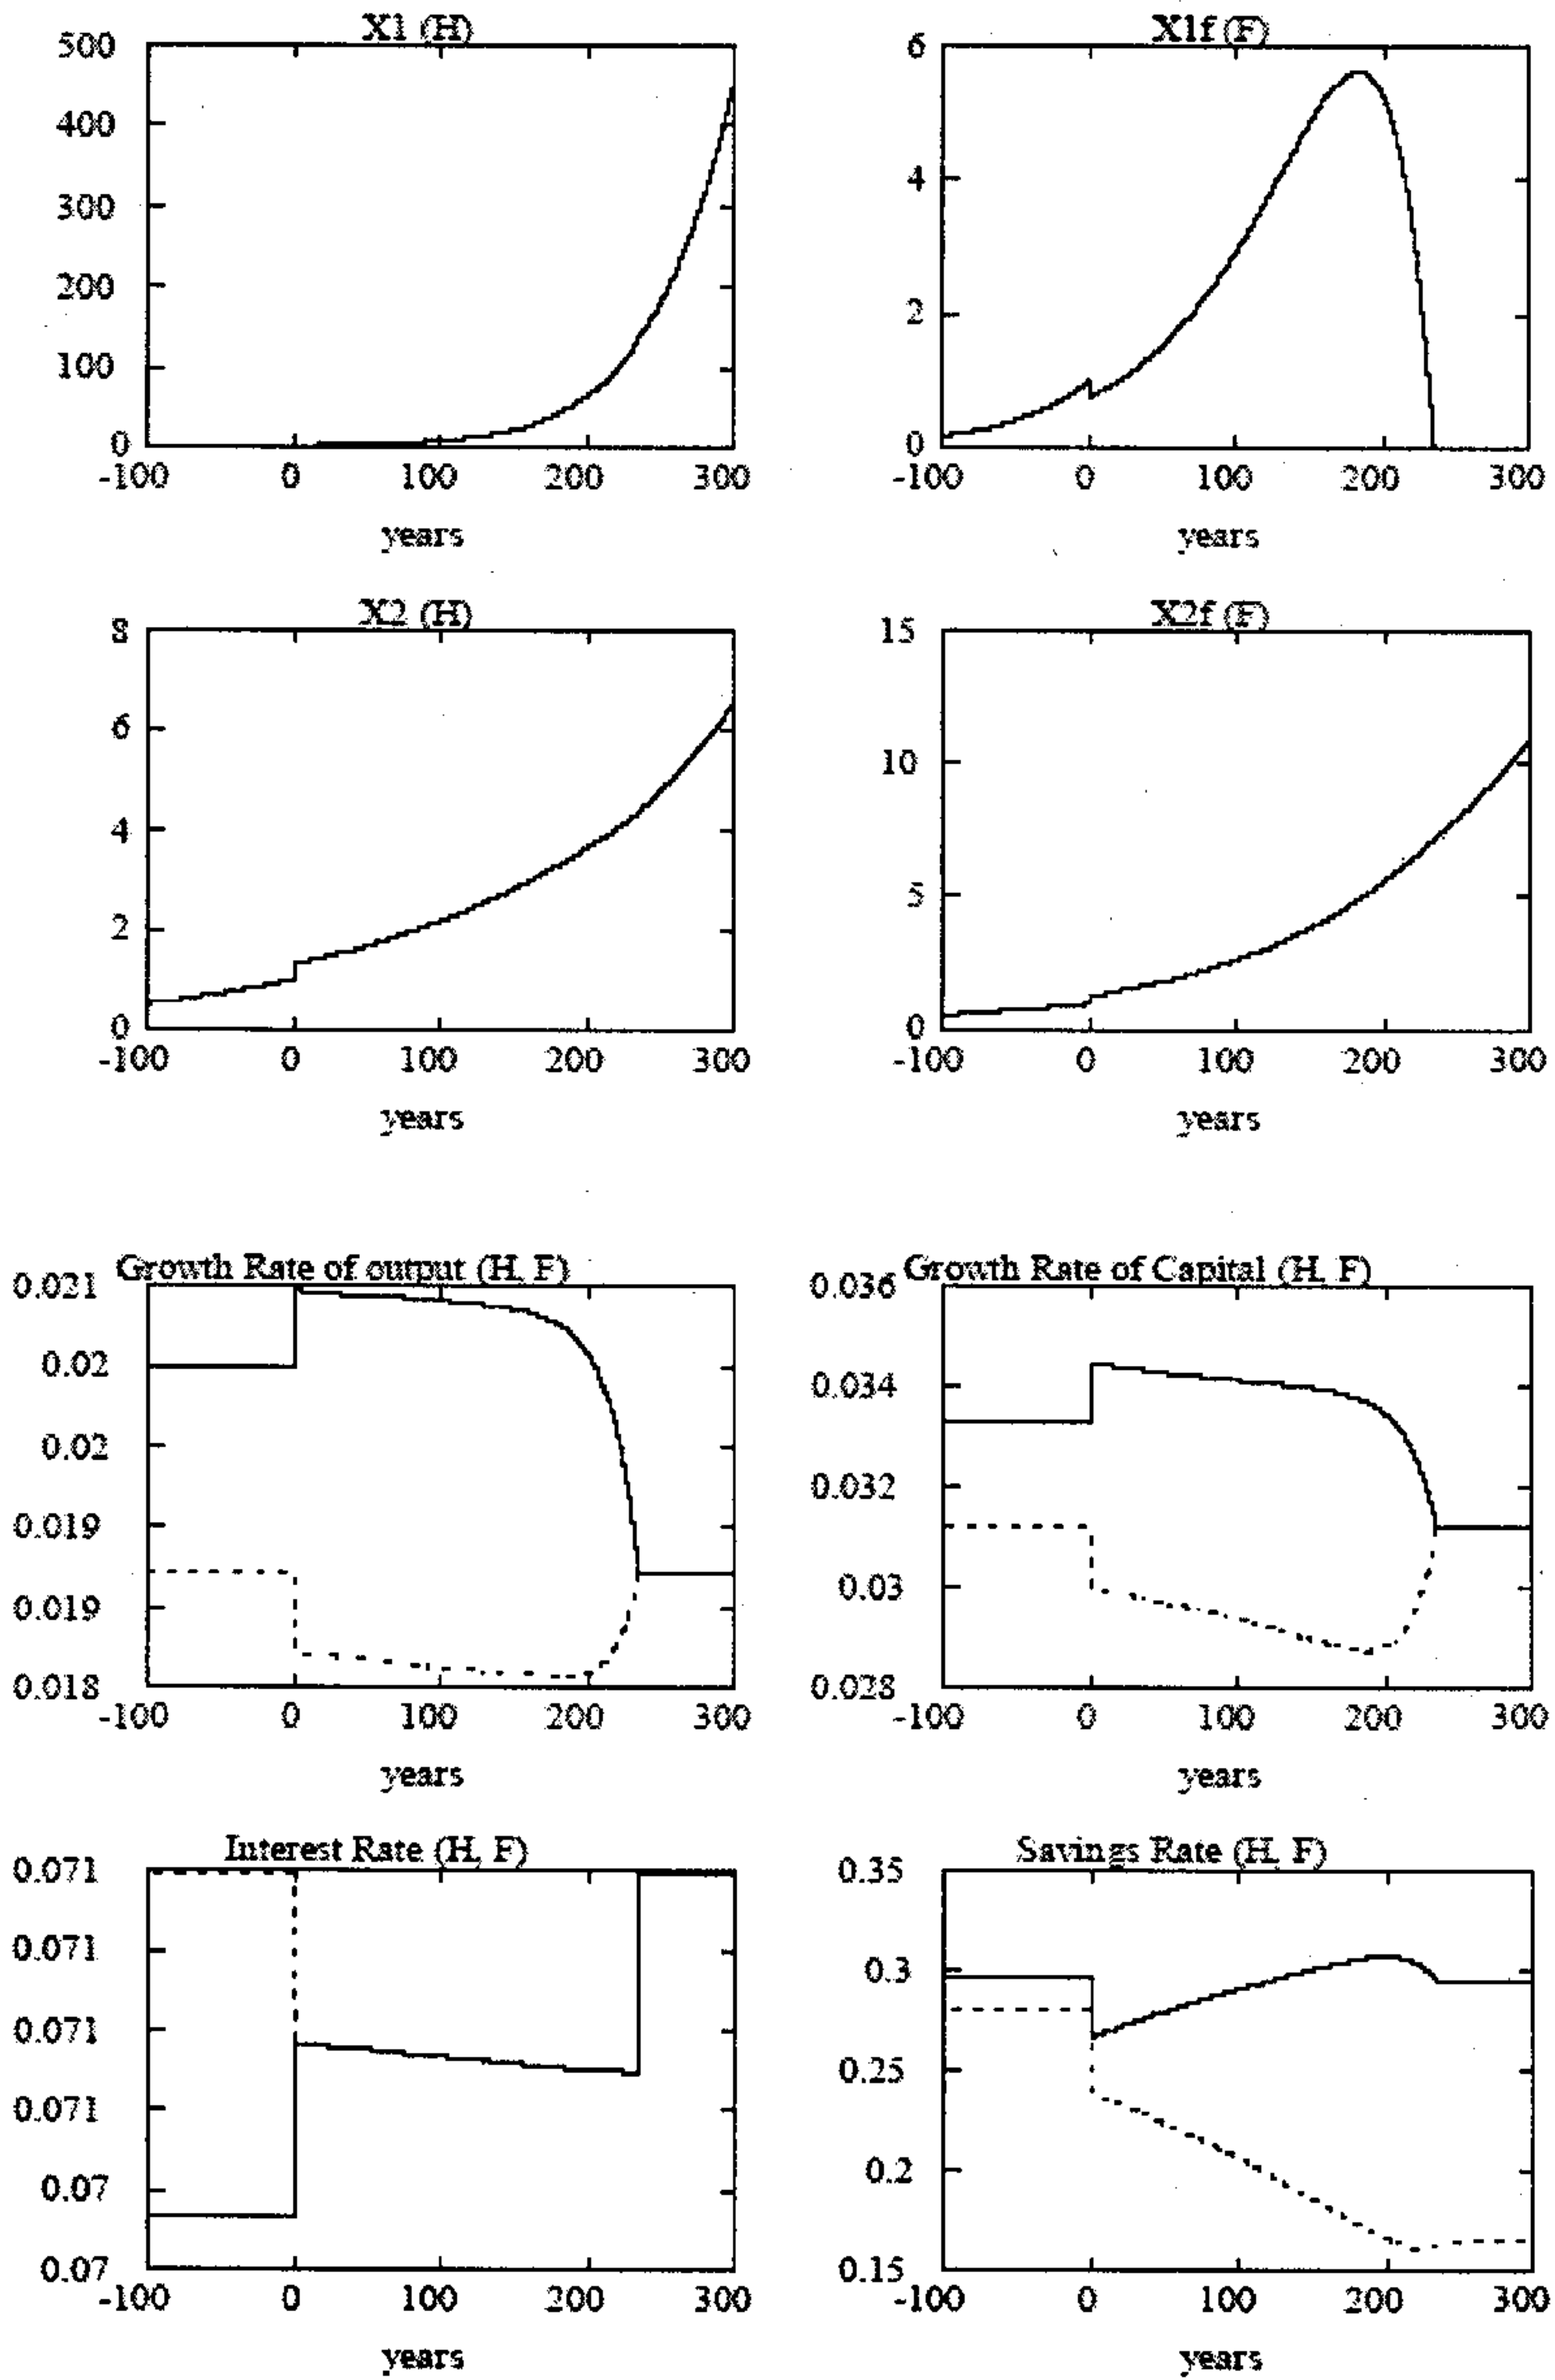 X1 (H)
500
400
300
200
100
0
-100 0 100 200 300
years
X1f (F)
6
4
2
0
-100 0 100 200 300
years
X2 (H)
8
6
4
2
0
-100 0 100 200 300
years
X2f (F)
15
10
5
0
-100 0 100 200 300
years
Growth Rate of output (H, F)
0.021
0.02
0.02
0.019
0.019
0.018
-100 0 100 200 300
years
Growth Rate of Capital (H, F)
0.036
0.034
0.032
0.03
0.028
-100 0 100 200 300
years
Interest Rate (H, F)
0.071
0.071
0.071
0.071
0.07
0.07
-100 0 100 200 300
years
Savings Rate (H, F)
0.35
0.3
0.25
0.2
0.15
-100 0 100 200 300
years